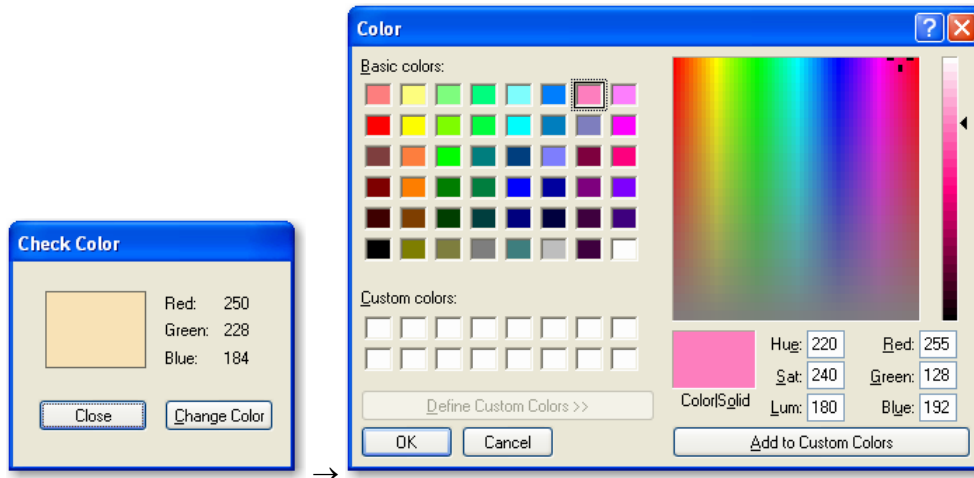 Check Color
Red: 250
Green: 228
Blue: 184
Close Change Color
→
Color
?
Basic colors:
Custom colors:
Define Custom Colors >>
OK Cancel
Color|Solid
Hue: 220 Red: 255
Sat: 240 Green: 128
Lum: 180 Blue: 192
Add to Custom Colors